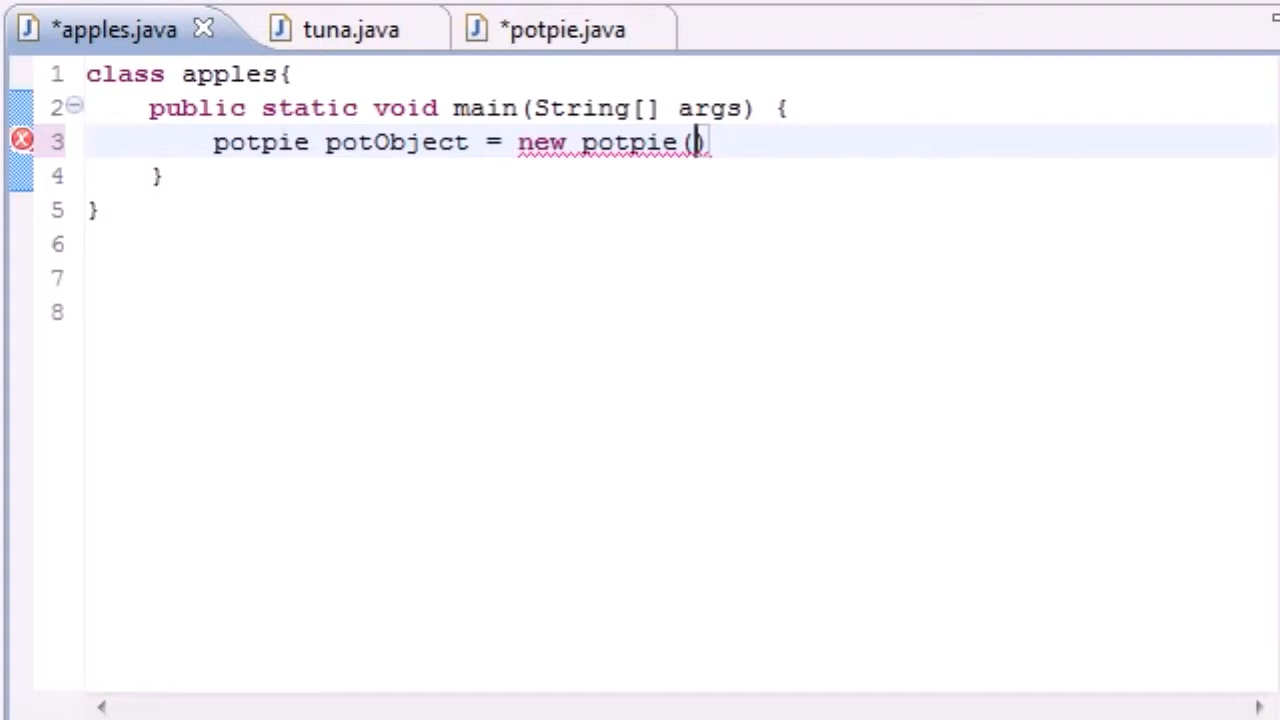 *apples.java tuna.java *potpie.java
1 class apples{
2 public static void main(String[] args) {
3 potpie potObject = new potpie()
4 }
5 }
6
7
8